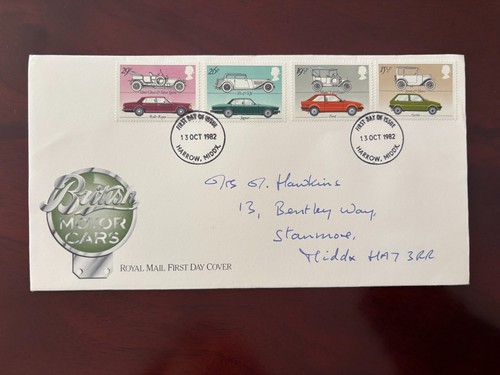 29p 26p 19½p 15½p
Rolls-Royce Jaguar Ford Austin
FIRST DAY OF ISSUE
13 OCT 1982
HARROW, MIDDX.
FIRST DAY OF ISSUE
13 OCT 1982
HARROW, MIDDX.
British
MOTOR
CARS
ROYAL MAIL FIRST DAY COVER
Mrs M. Hawkins
13, Bentley Way,
Stanmore,
Middx HA7 3RR